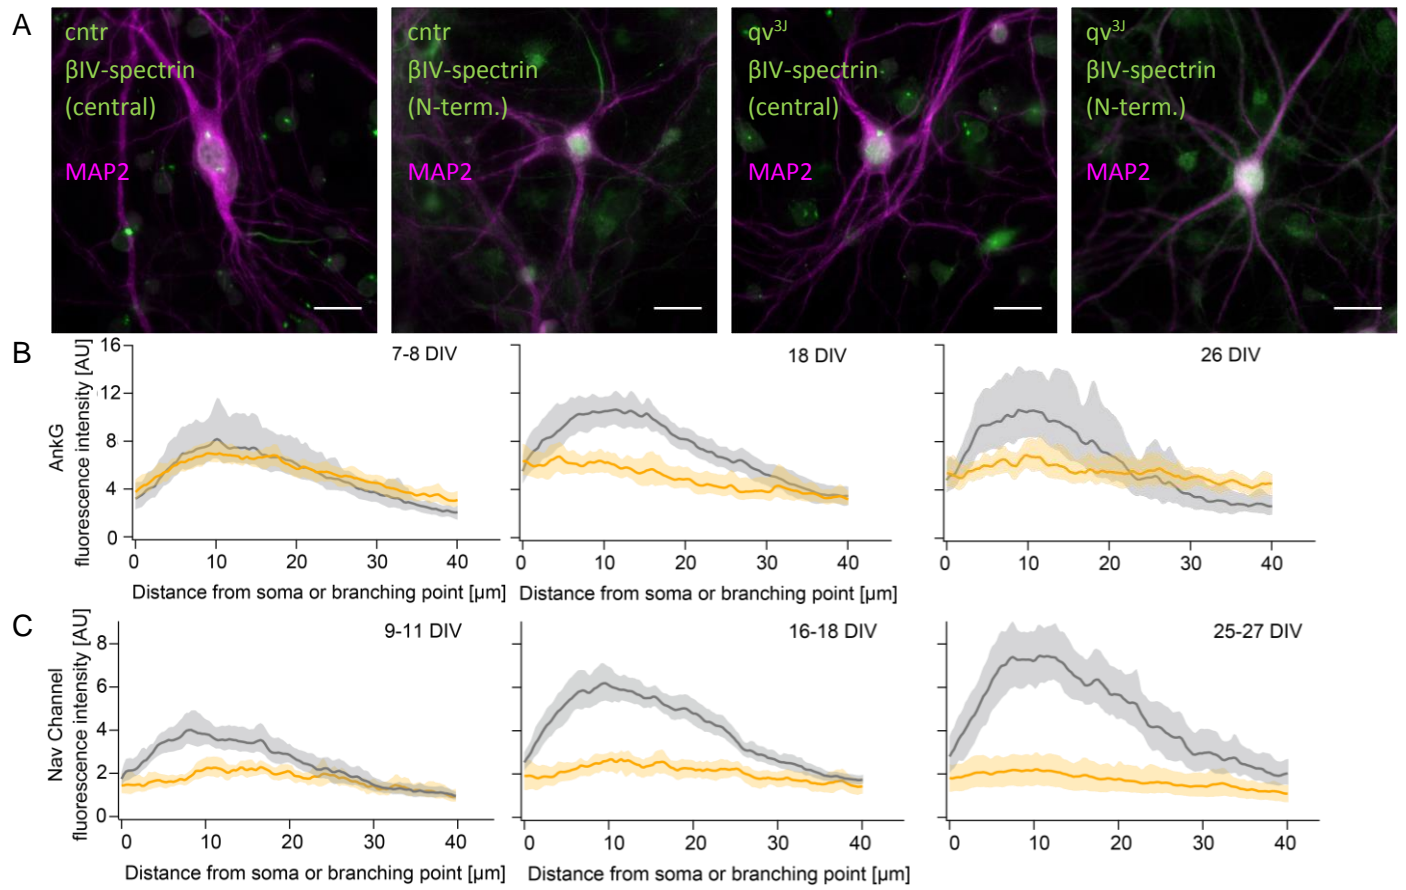 A
cntr
βIV-spectrin
(central)
MAP2
cntr
βIV-spectrin
(N-term.)
MAP2
qv3J
βIV-spectrin
(central)
MAP2
qv3J
βIV-spectrin
(N-term.)
MAP2
B
AnkG
fluorescence intensity [AU]
16
12
8
4
0
7-8 DIV
0 10 20 30 40
Distance from soma or branching point [µm]
18 DIV
0 10 20 30 40
Distance from soma or branching point [µm]
26 DIV
0 10 20 30 40
C
Nav Channel
fluorescence intensity [AU]
8
6
4
2
0
9-11 DIV
0 10 20 30 40
Distance from soma or branching point [µm]
16-18 DIV
0 10 20 30 40
Distance from soma or branching point [µm]
25-27 DIV
0 10 20 30 40